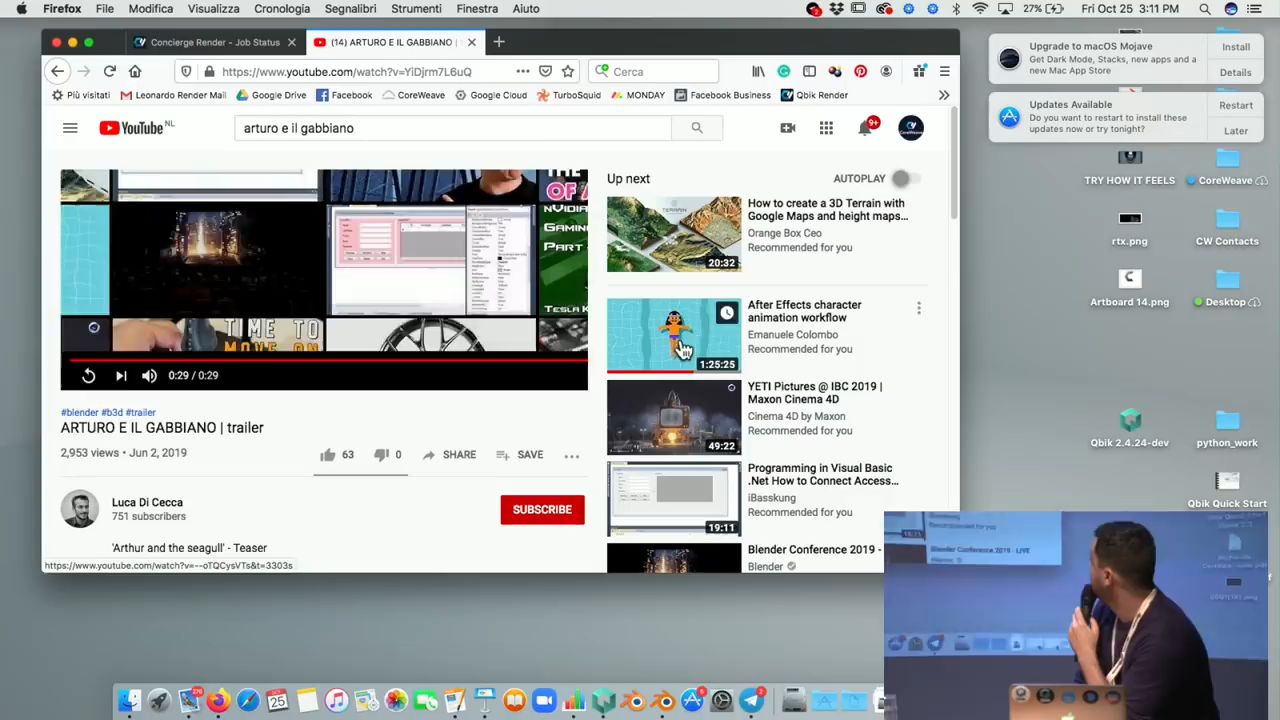 Firefox File Modifica Visualizza Cronologia Segnalibri Strumenti Finestra Aiuto
27% Fri Oct 25 3:11 PM
Concierge Render - Job Status
(14) ARTURO E IL GABBIANO |
https://www.youtube.com/watch?v=YiDjrm7L6uQ
Cerca
Più visitati Leonardo Render Mail Google Drive Facebook CoreWeave Google Cloud TurboSquid MONDAY Facebook Business Qbik Render
YouTube NL
arturo e il gabbiano
9+
CoreWeave
TIME TO
MOVE ON
0:29 / 0:29
#blender #b3d #trailer
ARTURO E IL GABBIANO | trailer
2,953 views • Jun 2, 2019
63 0 SHARE SAVE
Luca Di Cecca
751 subscribers
SUBSCRIBE
'Arthur and the seagull' - Teaser
https://www.youtube.com/watch?v=--oTQCysVTs&t=3303s
Up next
AUTOPLAY
How to create a 3D Terrain with
Google Maps and height maps...
Orange Box Ceo
Recommended for you
20:32
After Effects character
animation workflow
Emanuele Colombo
Recommended for you
1:25:25
YETI Pictures @ IBC 2019 |
Maxon Cinema 4D
Cinema 4D by Maxon
Recommended for you
49:22
Programming in Visual Basic
.Net How to Connect Access...
iBasskung
Recommended for you
19:11
Blender Conference 2019 -
Blender
Upgrade to macOS Mojave
Get Dark Mode, Stacks, new apps and a
new Mac App Store
Install
Details
Updates Available
Do you want to restart to install these
updates now or try tonight?
Restart
Later
TRY HOW IT FEELS
CoreWeave
rtx.png
CW Contacts
Artboard 14.png
Desktop
Qbik 2.4.24-dev
python_work
Qbik Quick Start
Recommended for you
Blender Conference 2019 - LIVE
25